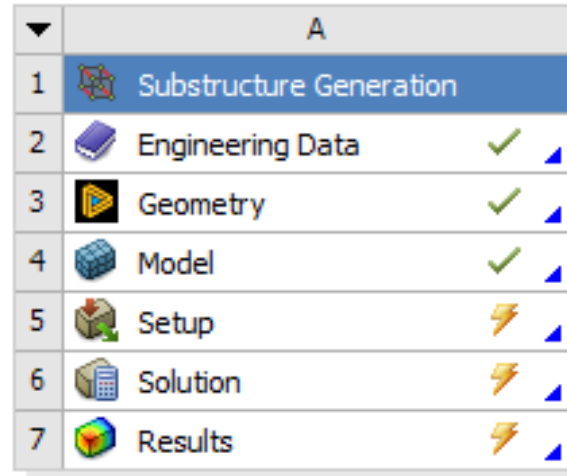 A
1 Substructure Generation
2 Engineering Data
3 Geometry
4 Model
5 Setup
6 Solution
7 Results